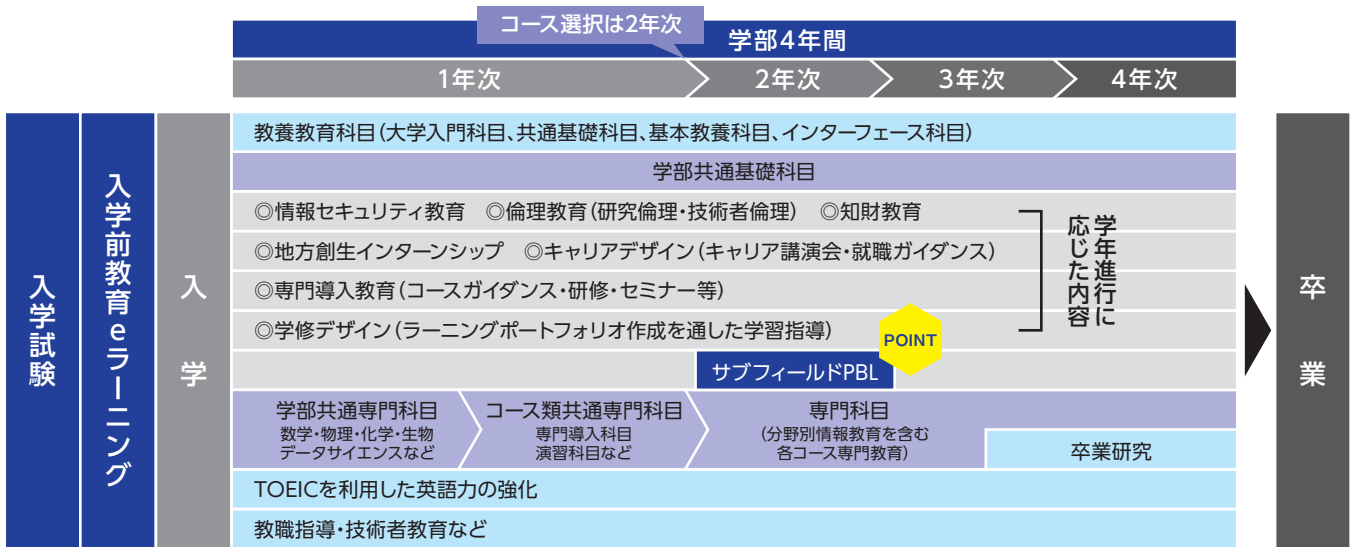 コース選択は2年次
学部4年間
1年次
2年次
3年次
4年次
入学試験
入学前教育eラーニング
入学
教養教育科目(大学入門科目、共通基礎科目、基本教養科目、インターフェース科目)
学部共通基礎科目
◎情報セキュリティ教育 ◎倫理教育(研究倫理・技術者倫理) ◎知財教育
◎地方創生インターンシップ ◎キャリアデザイン(キャリア講演会・就職ガイダンス)
◎専門導入教育(コースガイダンス・研修・セミナー等)
◎学修デザイン(ラーニングポートフォリオ作成を通した学習指導)
学年進行に
応じた内容
POINT
サブフィールドPBL
学部共通専門科目
数学・物理・化学・生物
データサイエンスなど
コース類共通専門科目
専門導入科目
演習科目など
専門科目
(分野別情報教育を含む
各コース専門教育)
卒業研究
TOEICを利用した英語力の強化
教職指導・技術者教育など
卒業